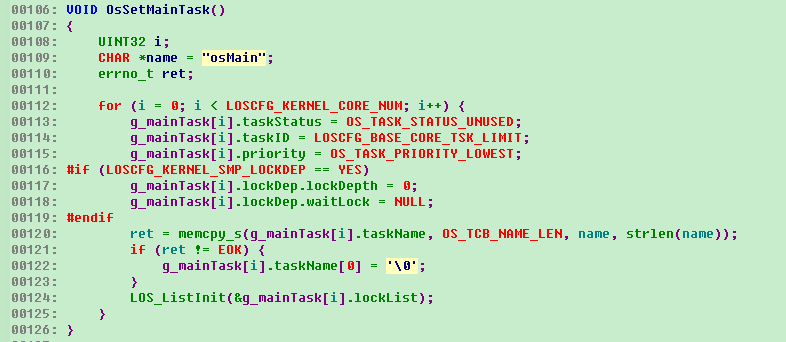 00106: VOID OsSetMainTask()
00107: {
00108:     UINT32 i;
00109:     CHAR *name = "osMain";
00110:     errno_t ret;
00111:
00112:     for (i = 0; i < LOSCFG_KERNEL_CORE_NUM; i++) {
00113:         g_mainTask[i].taskStatus = OS_TASK_STATUS_UNUSED;
00114:         g_mainTask[i].taskID = LOSCFG_BASE_CORE_TSK_LIMIT;
00115:         g_mainTask[i].priority = OS_TASK_PRIORITY_LOWEST;
00116: #if (LOSCFG_KERNEL_SMP_LOCKDEP == YES)
00117:         g_mainTask[i].lockDep.lockDepth = 0;
00118:         g_mainTask[i].lockDep.waitLock = NULL;
00119: #endif
00120:         ret = memcpy_s(g_mainTask[i].taskName, OS_TCB_NAME_LEN, name, strlen(name));
00121:         if (ret != EOK) {
00122:             g_mainTask[i].taskName[0] = '\0';
00123:         }
00124:         LOS_ListInit(&g_mainTask[i].lockList);
00125:     }
00126: }